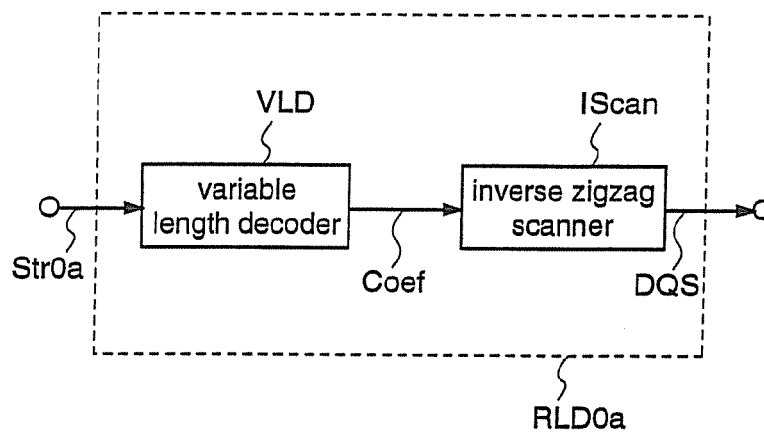 VLD
IScan
variable
length decoder
inverse zigzag
scanner
Str0a
Coef
DQS
RLD0a